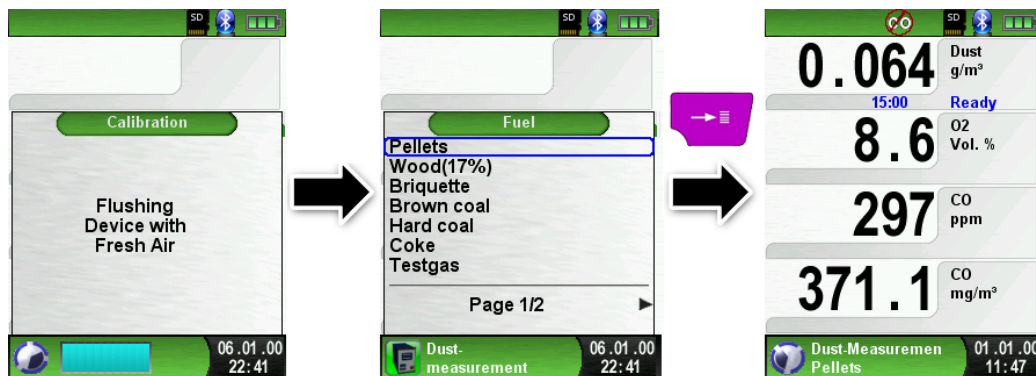 SD
Calibration
Flushing
Device with
Fresh Air
06.01.00
22:41
SD
Fuel
Pellets
Wood(17%)
Briquette
Brown coal
Hard coal
Coke
Testgas
Page 1/2
Dust-
measurement
06.01.00
22:41
CO
SD
0.064
Dust
g/m³
15:00 Ready
8.6
O2
Vol. %
297
CO
ppm
371.1
CO
mg/m³
Dust-Measuremen
Pellets
01.01.00
11:47